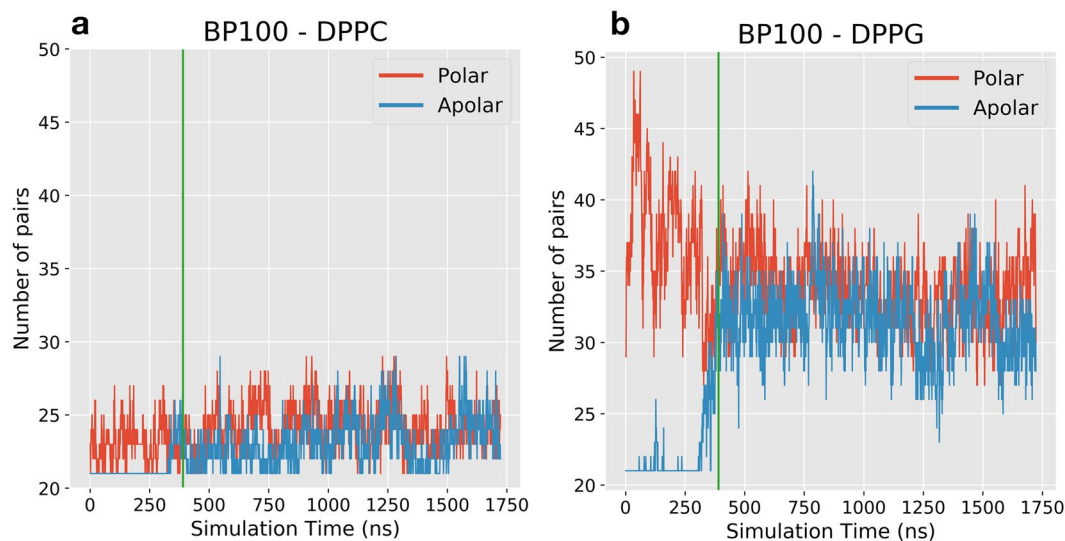 a
BP100 - DPPC
50
45
40
35
30
25
20
Number of pairs
Polar
Apolar
0 250 500 750 1000 1250 1500 1750
Simulation Time (ns)
b
BP100 - DPPG
50
45
40
35
30
25
20
Number of pairs
Polar
Apolar
0 250 500 750 1000 1250 1500 1750
Simulation Time (ns)